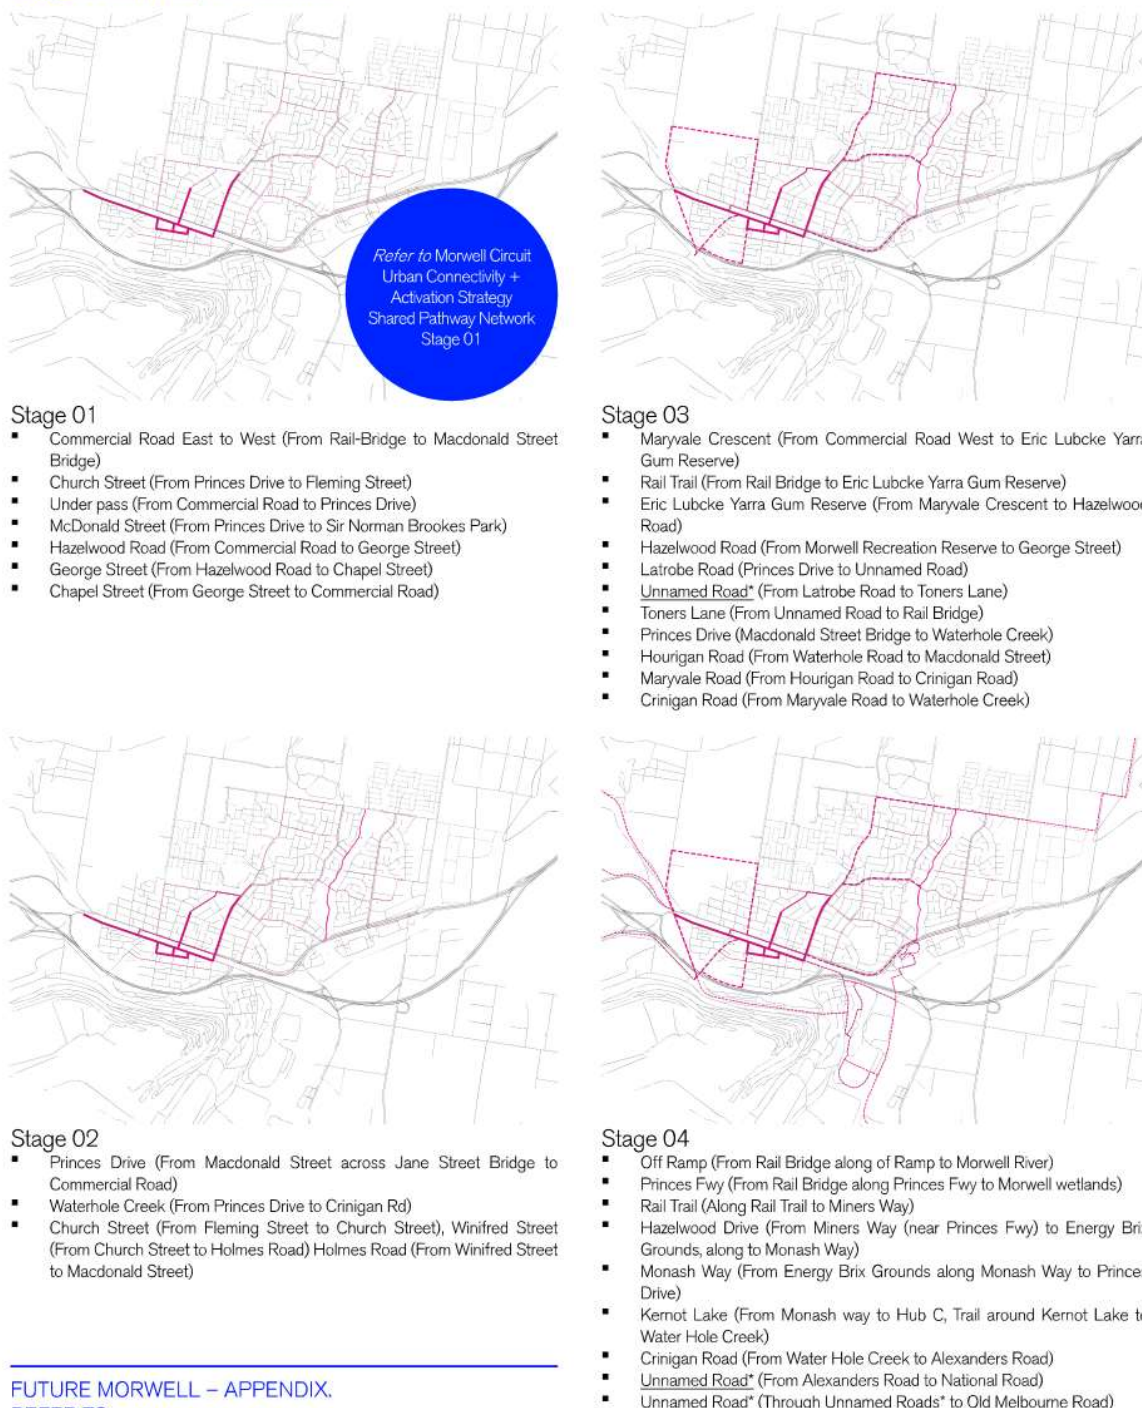 Refer to Morwell Circuit
Urban Connectivity +
Activation Strategy
Shared Pathway Network
Stage 01
Stage 01
▪ Commercial Road East to West (From Rail-Bridge to Macdonald Street
Bridge)
▪ Church Street (From Princes Drive to Fleming Street)
▪ Under pass (From Commercial Road to Princes Drive)
▪ McDonald Street (From Princes Drive to Sir Norman Brookes Park)
▪ Hazelwood Road (From Commercial Road to George Street)
▪ George Street (From Hazelwood Road to Chapel Street)
▪ Chapel Street (From George Street to Commercial Road)
Stage 03
▪ Maryvale Crescent (From Commercial Road West to Eric Lubcke Yarra
Gum Reserve)
▪ Rail Trail (From Rail Bridge to Eric Lubcke Yarra Gum Reserve)
▪ Eric Lubcke Yarra Gum Reserve (From Maryvale Crescent to Hazelwood
Road)
▪ Hazelwood Road (From Morwell Recreation Reserve to George Street)
▪ Latrobe Road (Princes Drive to Unnamed Road)
▪ Unnamed Road* (From Latrobe Road to Toners Lane)
▪ Toners Lane (From Unnamed Road to Rail Bridge)
▪ Princes Drive (Macdonald Street Bridge to Waterhole Creek)
▪ Hourigan Road (From Waterhole Road to Macdonald Street)
▪ Maryvale Road (From Hourigan Road to Crinigan Road)
▪ Crinigan Road (From Maryvale Road to Waterhole Creek)
Stage 02
▪ Princes Drive (From Macdonald Street across Jane Street Bridge to
Commercial Road)
▪ Waterhole Creek (From Princes Drive to Crinigan Rd)
▪ Church Street (From Fleming Street to Church Street), Winifred Street
(From Church Street to Holmes Road) Holmes Road (From Winifred Street
to Macdonald Street)
Stage 04
▪ Off Ramp (From Rail Bridge along of Ramp to Morwell River)
▪ Princes Fwy (From Rail Bridge along Princes Fwy to Morwell wetlands)
▪ Rail Trail (Along Rail Trail to Miners Way)
▪ Hazelwood Drive (From Miners Way (near Princes Fwy) to Energy Brix
Grounds, along to Monash Way)
▪ Monash Way (From Energy Brix Grounds along Monash Way to Princes
Drive)
▪ Kernot Lake (From Monash way to Hub C, Trail around Kernot Lake to
Water Hole Creek)
▪ Crinigan Road (From Water Hole Creek to Alexanders Road)
▪ Unnamed Road* (From Alexanders Road to National Road)
▪ Unnamed Road* (Through Unnamed Roads* to Old Melbourne Road)
FUTURE MORWELL – APPENDIX.